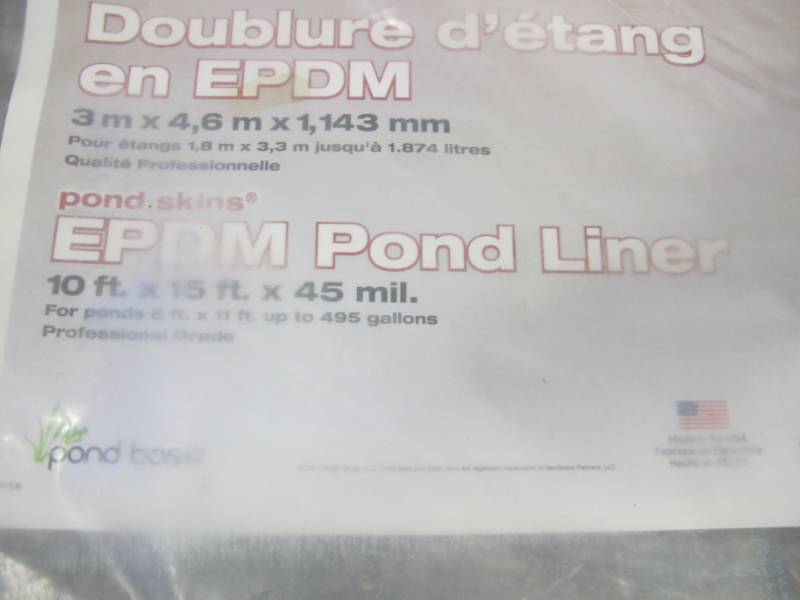 Doublure d'étang
en EPDM
3 m x 4,6 m x 1,143 mm
Pour étangs 1,8 m x 3,3 m jusqu'à 1.874 litres
Qualité Professionnelle
pond.skins®
EPDM Pond Liner
10 ft. x 15 ft. x 45 mil.
For ponds 6 ft. x 11 ft. up to 495 gallons
Professional Grade
pond boss
Made in the USA